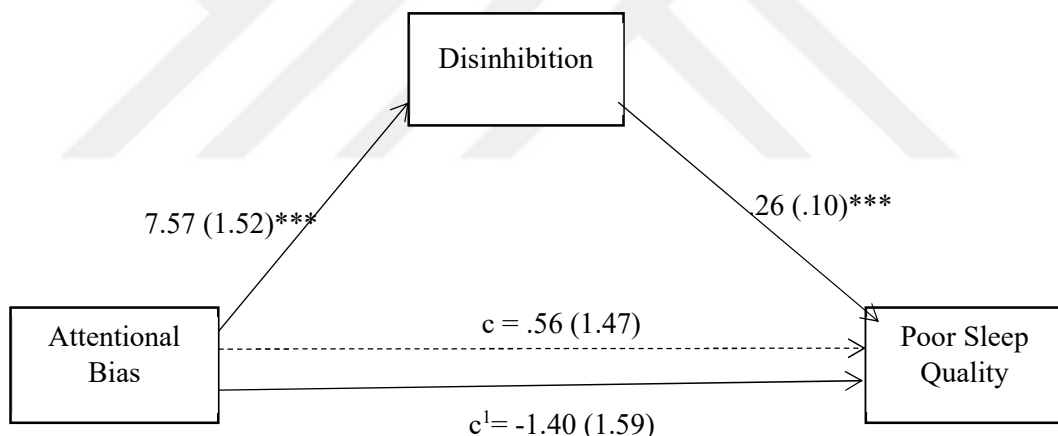 Disinhibition
7.57 (1.52)***
.26 (.10)***
Attentional
Bias
c = .56 (1.47)
Poor Sleep
Quality
c¹= -1.40 (1.59)